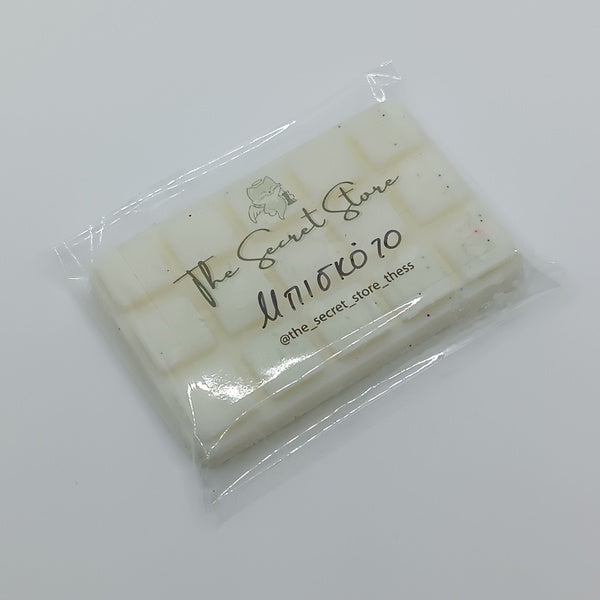 The Secret Store
Μπισκότο
@the_secret_store_thess